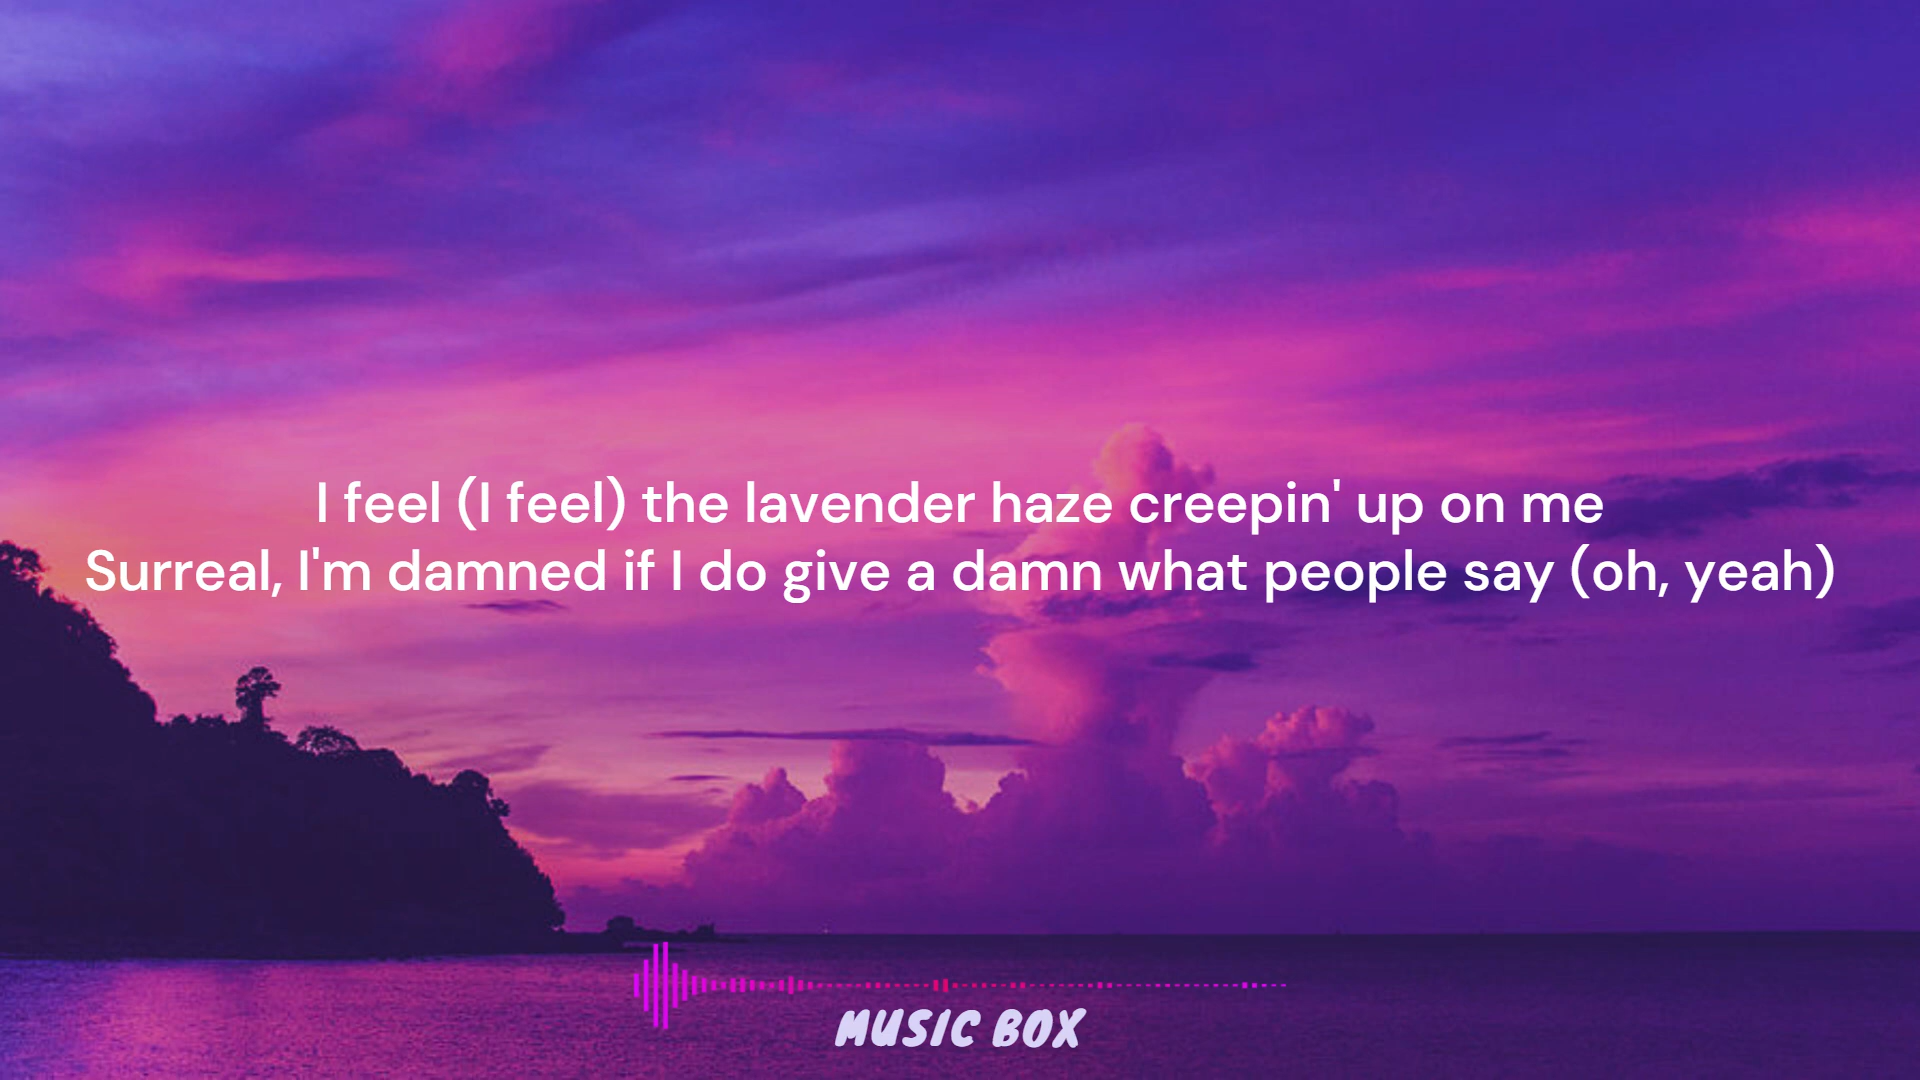 I feel (I feel) the lavender haze creepin' up on me
Surreal, I'm damned if I do give a damn what people say (oh, yeah)
MUSIC BOX